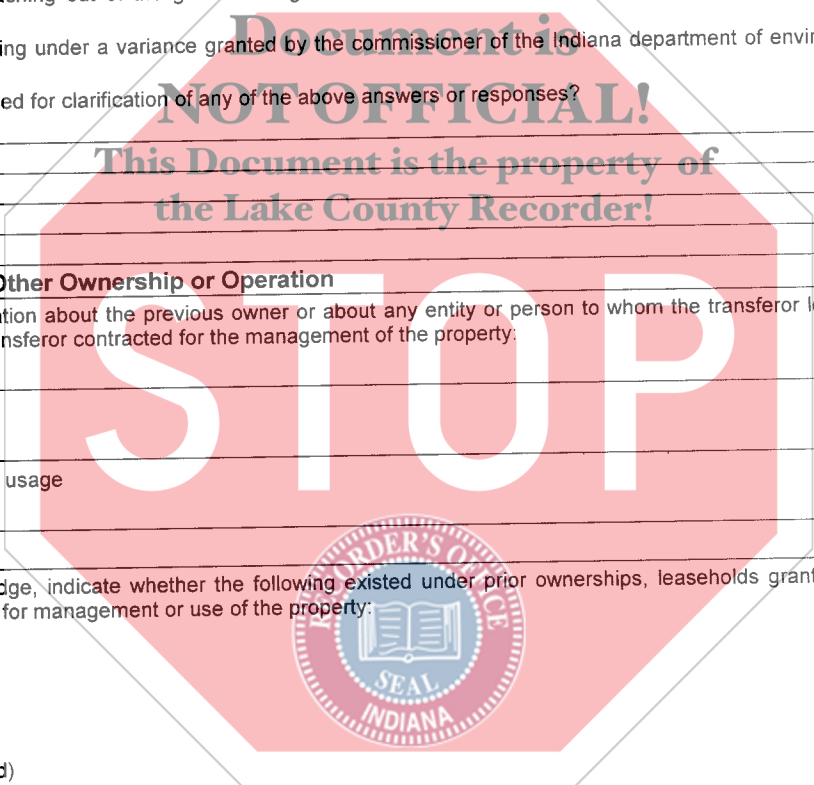 Document is
ing under a variance granted by the commissioner of the Indiana department of envir
ed for clarification of any of the above answers or responses?
NOT OFFICIAL!
This Document is the property of
the Lake County Recorder!
Other Ownership or Operation
tion about the previous owner or about any entity or person to whom the transferor l
nsferor contracted for the management of the property:
STOP
usage
RECORDER'S OFFICE
dge, indicate whether the following existed under prior ownerships, leaseholds grant
for management or use of the property:
SEAL
INDIANA
d)